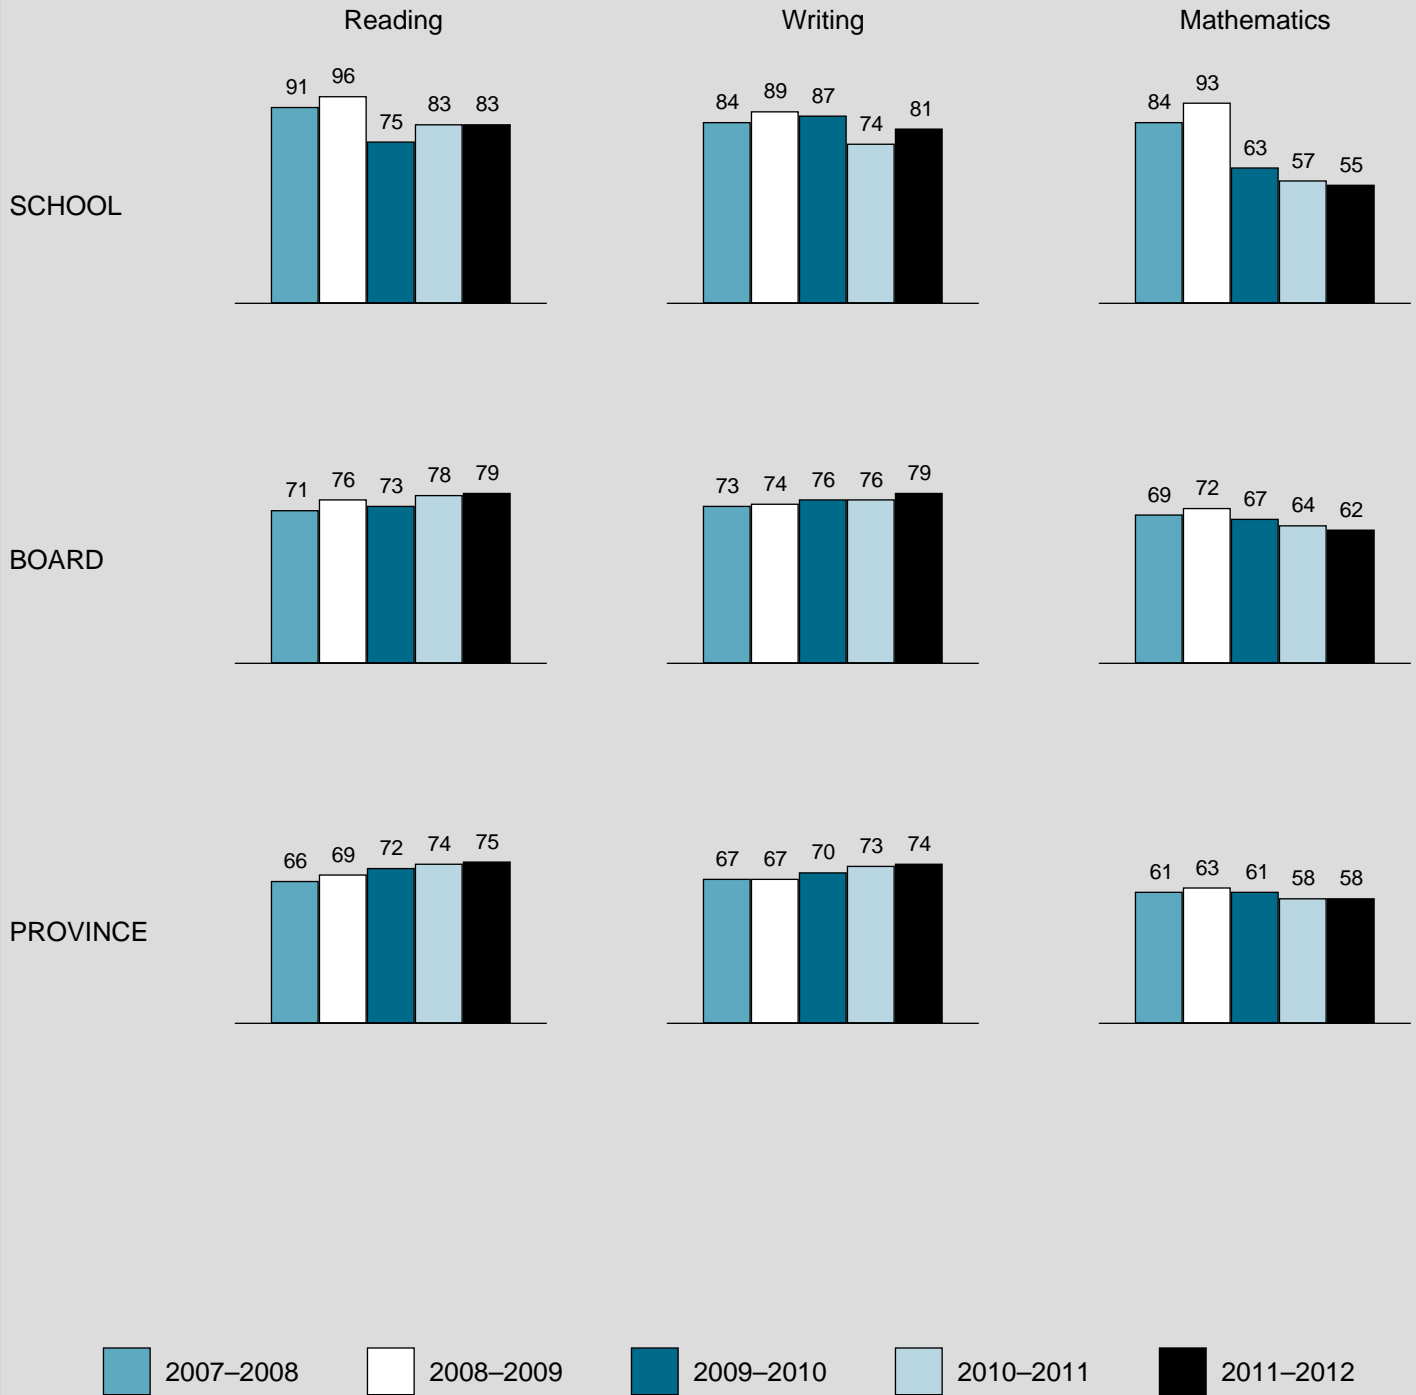 Reading Writing Mathematics
91 96 75 83 83 84 89 87 74 81 84 93 63 57 55
SCHOOL
71 76 73 78 79 73 74 76 76 79 69 72 67 64 62
BOARD
66 69 72 74 75 67 67 70 73 74 61 63 61 58 58
PROVINCE
2007–2008 2008–2009 2009–2010 2010–2011 2011–2012